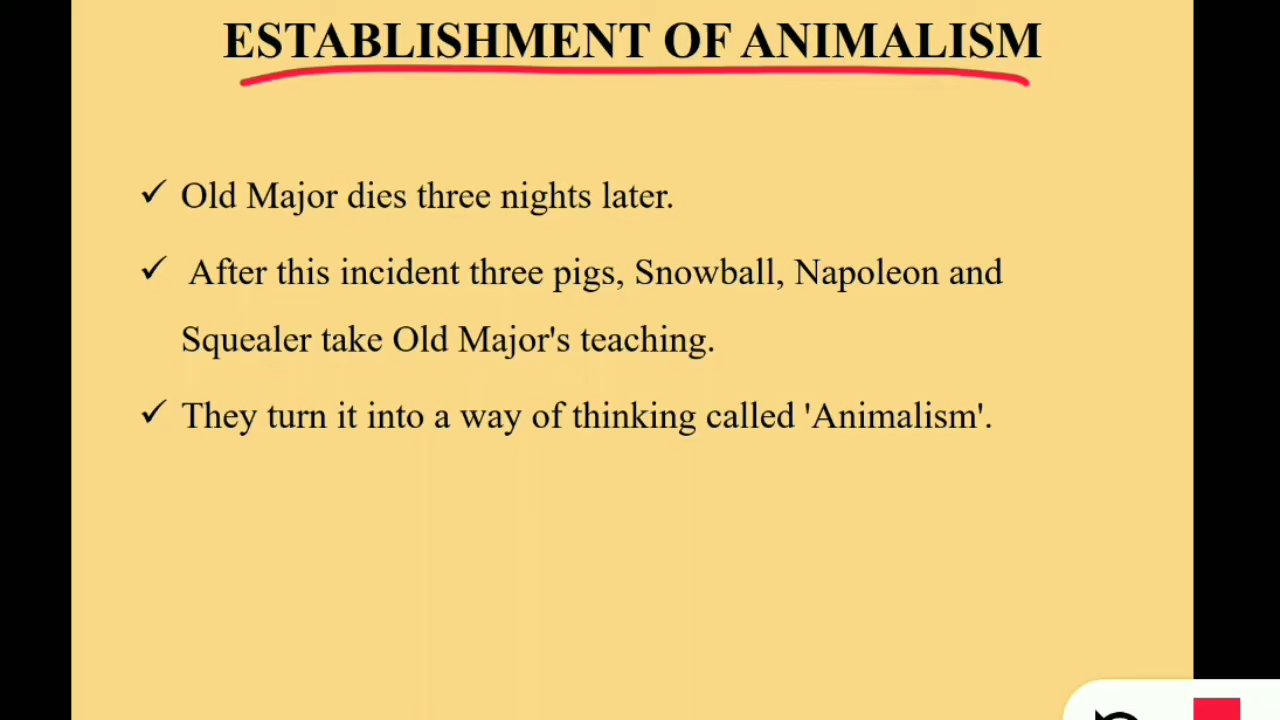 ESTABLISHMENT OF ANIMALISM
✓ Old Major dies three nights later.
✓ After this incident three pigs, Snowball, Napoleon and
Squealer take Old Major's teaching.
✓ They turn it into a way of thinking called 'Animalism'.